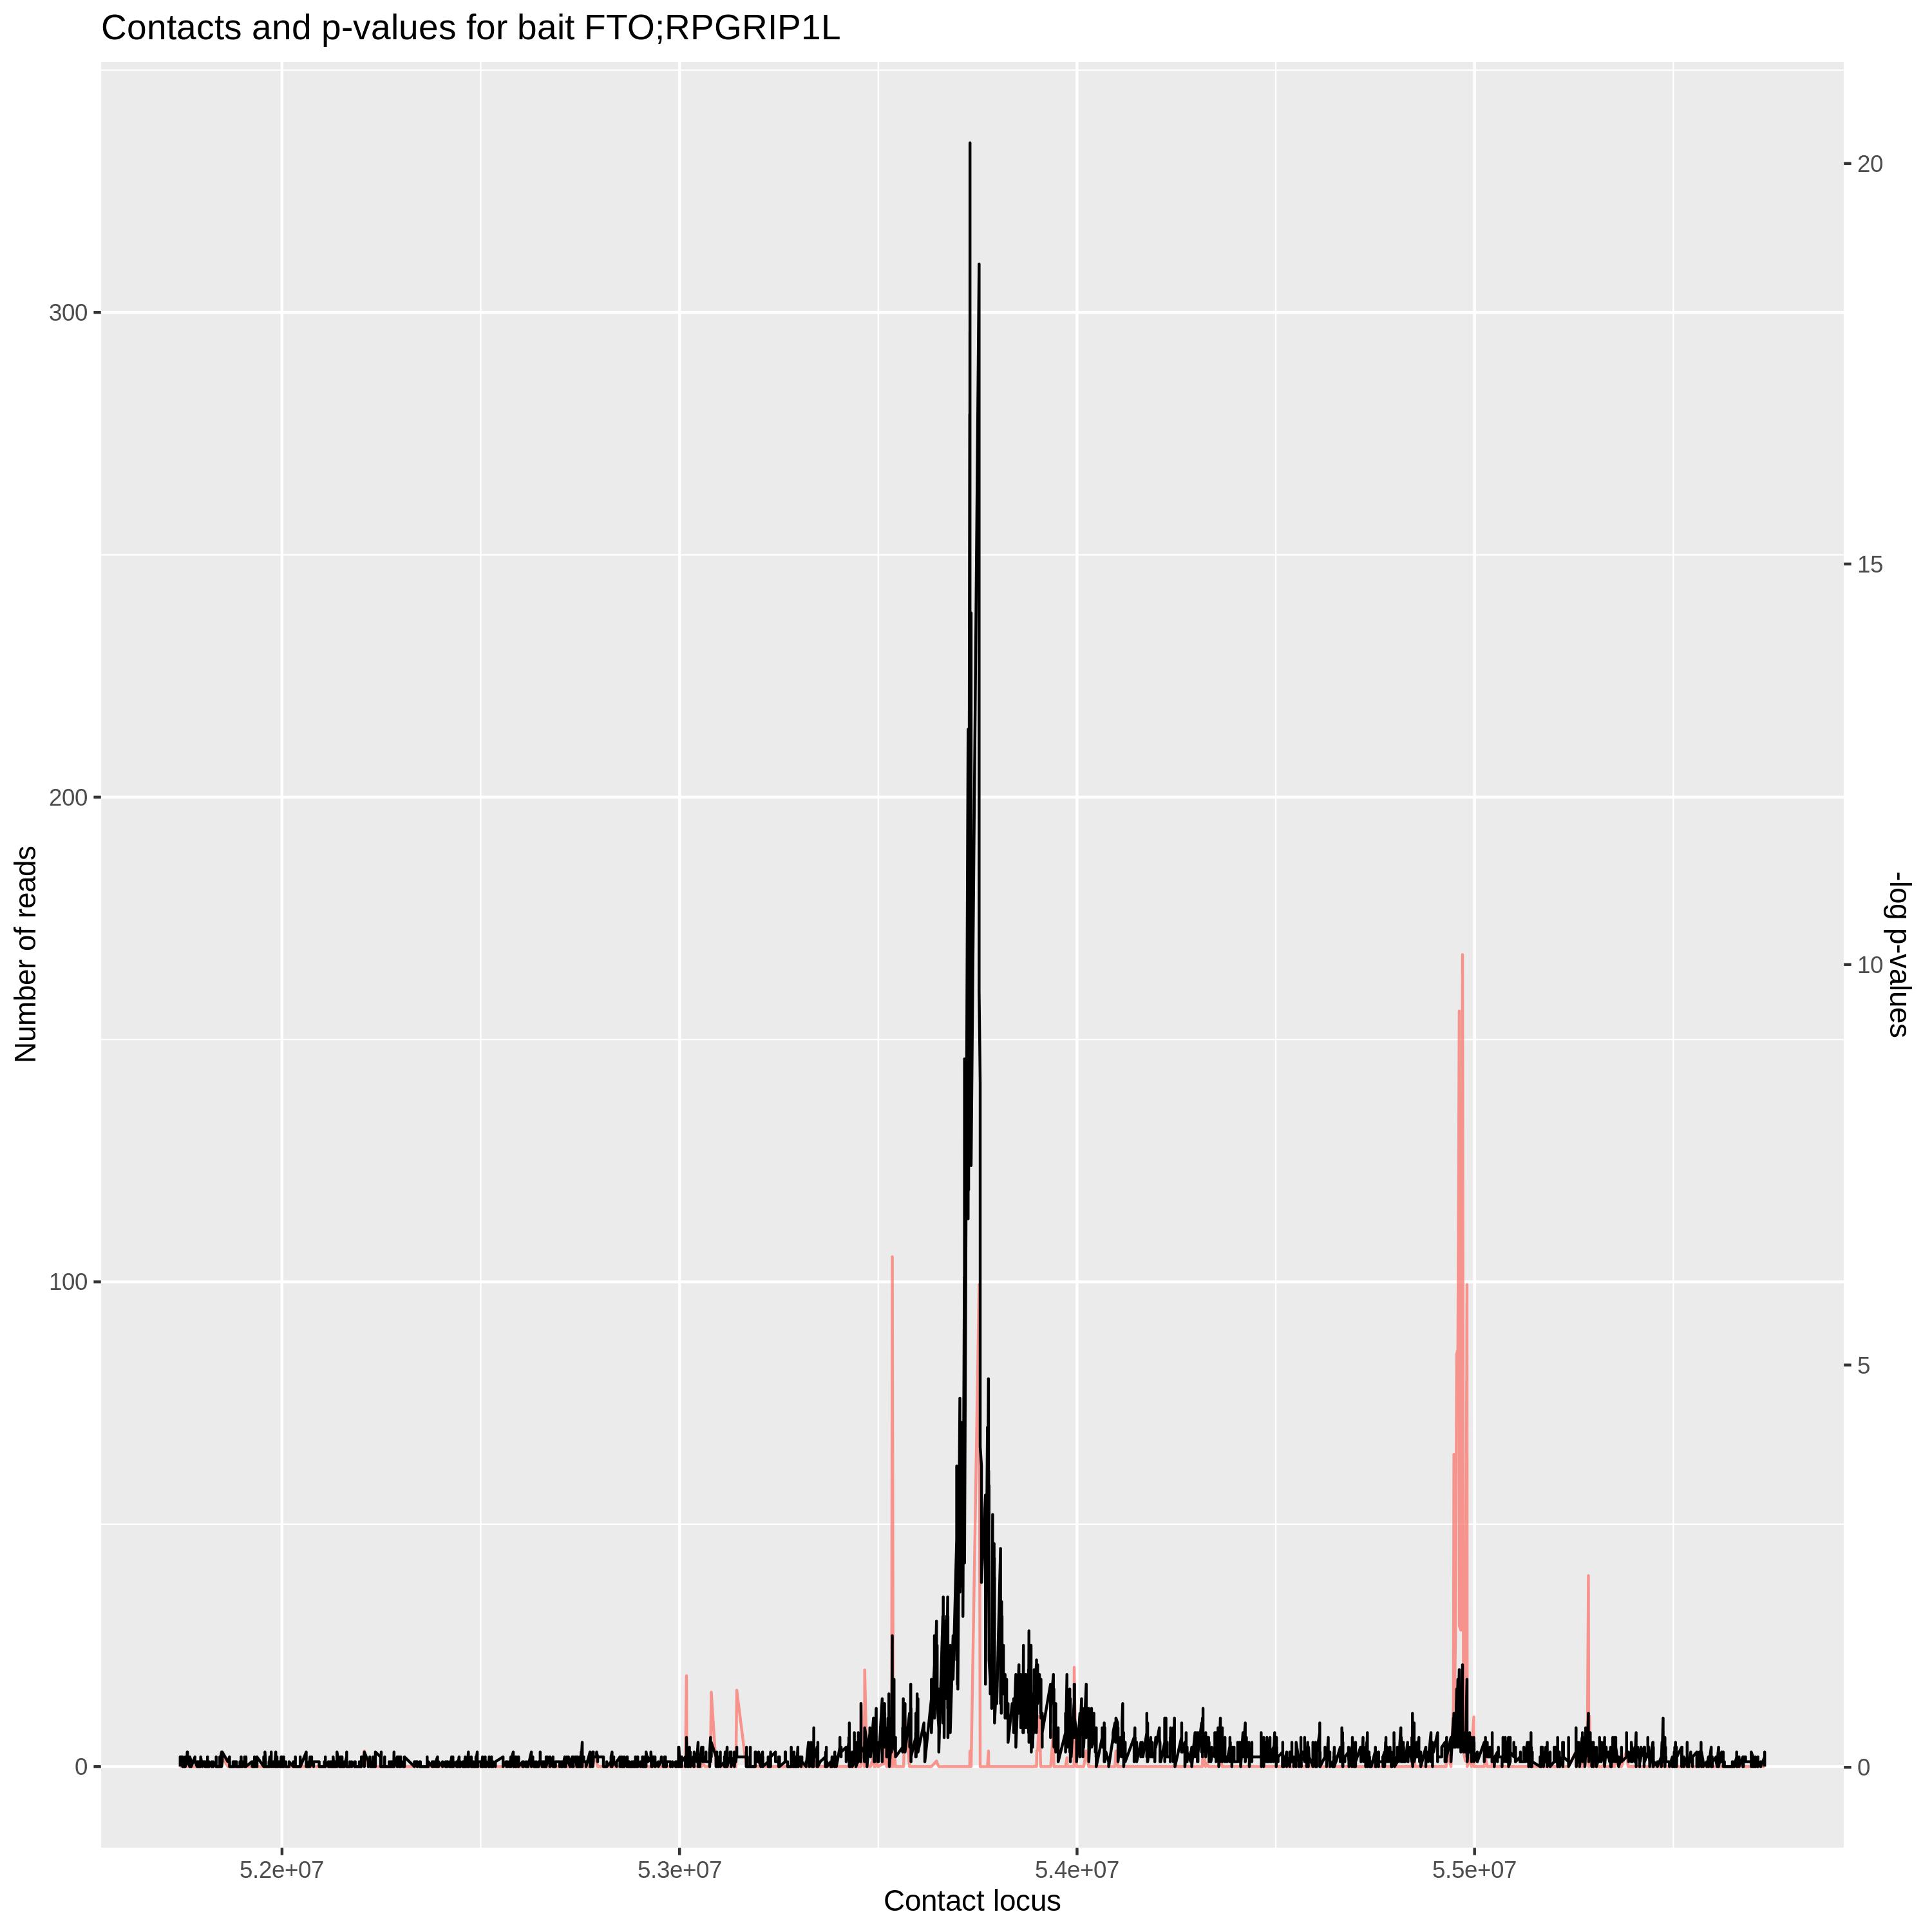 Contacts and p-values for bait FTO;RPGRIP1L
300
200
100
0
Number of reads
20
15
10
5
0
-log p-values
5.2e+07
5.3e+07
5.4e+07
5.5e+07
Contact locus